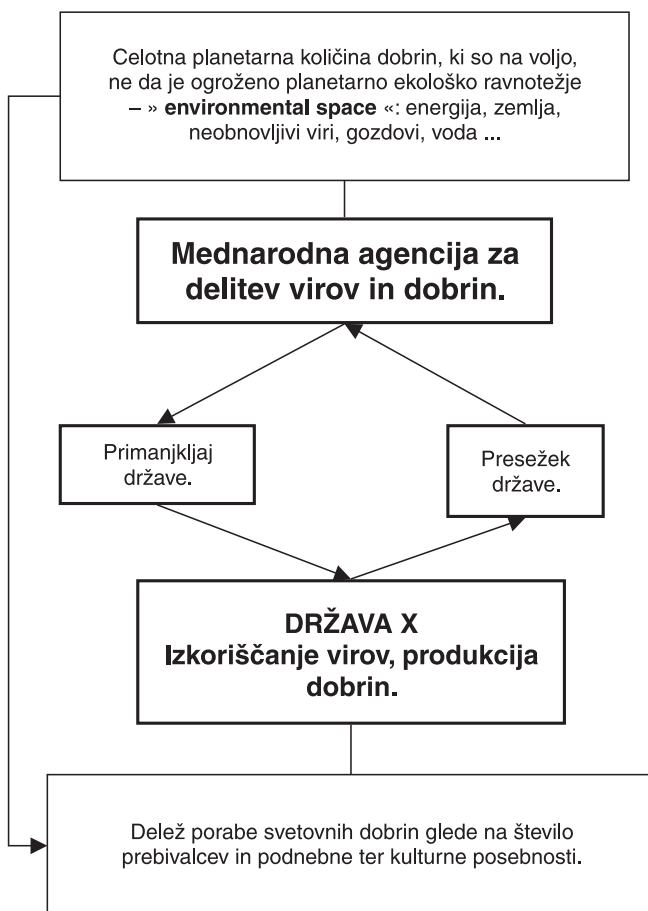 Celotna planetarna količina dobrin, ki so na voljo,
ne da je ogroženo planetarno ekološko ravnotežje
– » environmental space «: energija, zemlja,
neobnovljivi viri, gozdovi, voda ...
Mednarodna agencija za
delitev virov in dobrin.
Primanjkljaj
države.
Presežek
države.
DRŽAVA X
Izkoriščanje virov, produkcija
dobrin.
Delež porabe svetovnih dobrin glede na število
prebivalcev in podnebne ter kulturne posebnosti.